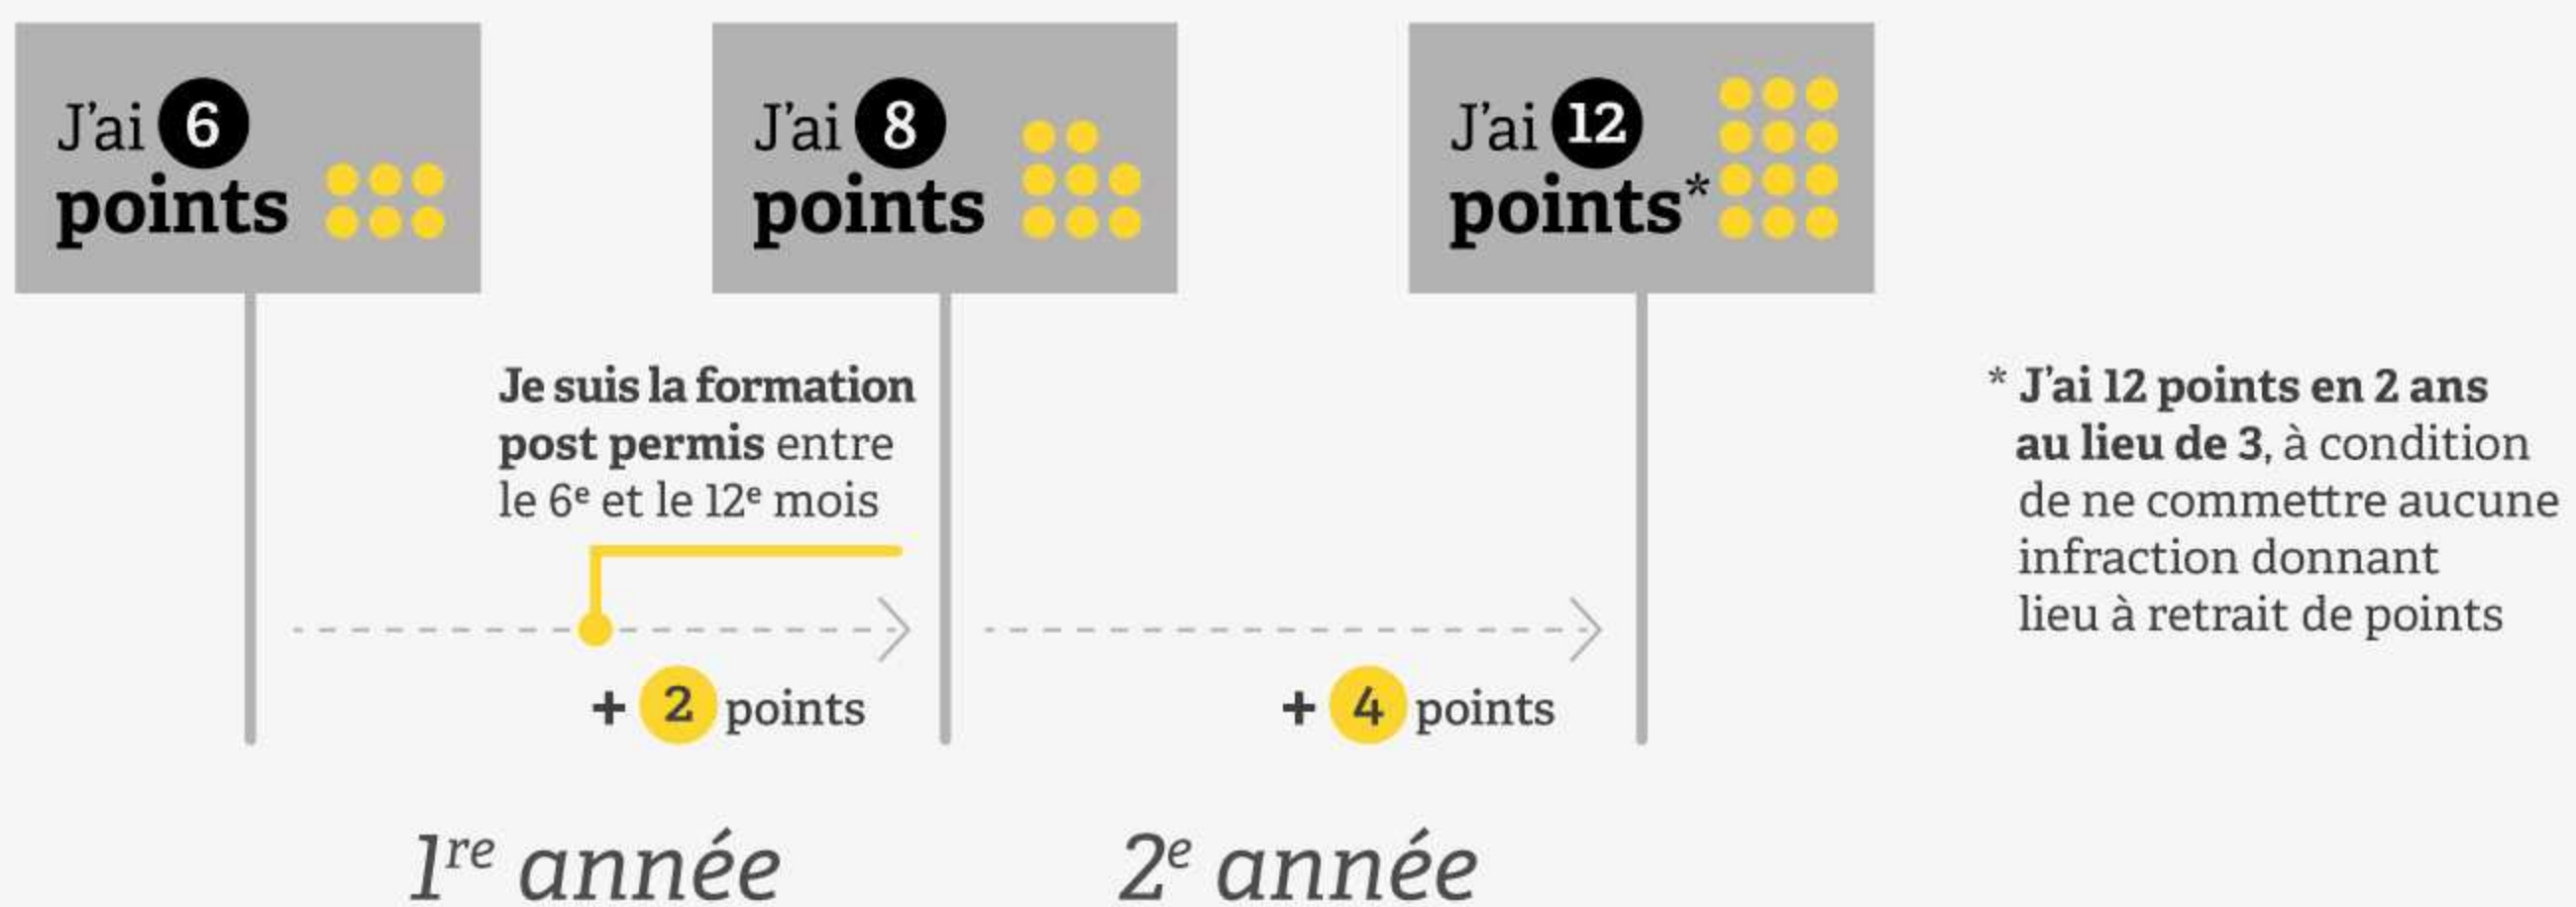 J’ai 6
points
J’ai 8
points
J’ai 12
points*
Je suis la formation
post permis entre
le 6e et le 12e mois
+ 2 points
+ 4 points
* J’ai 12 points en 2 ans
au lieu de 3, à condition
de ne commettre aucune
infraction donnant
lieu à retrait de points
1re année
2e année